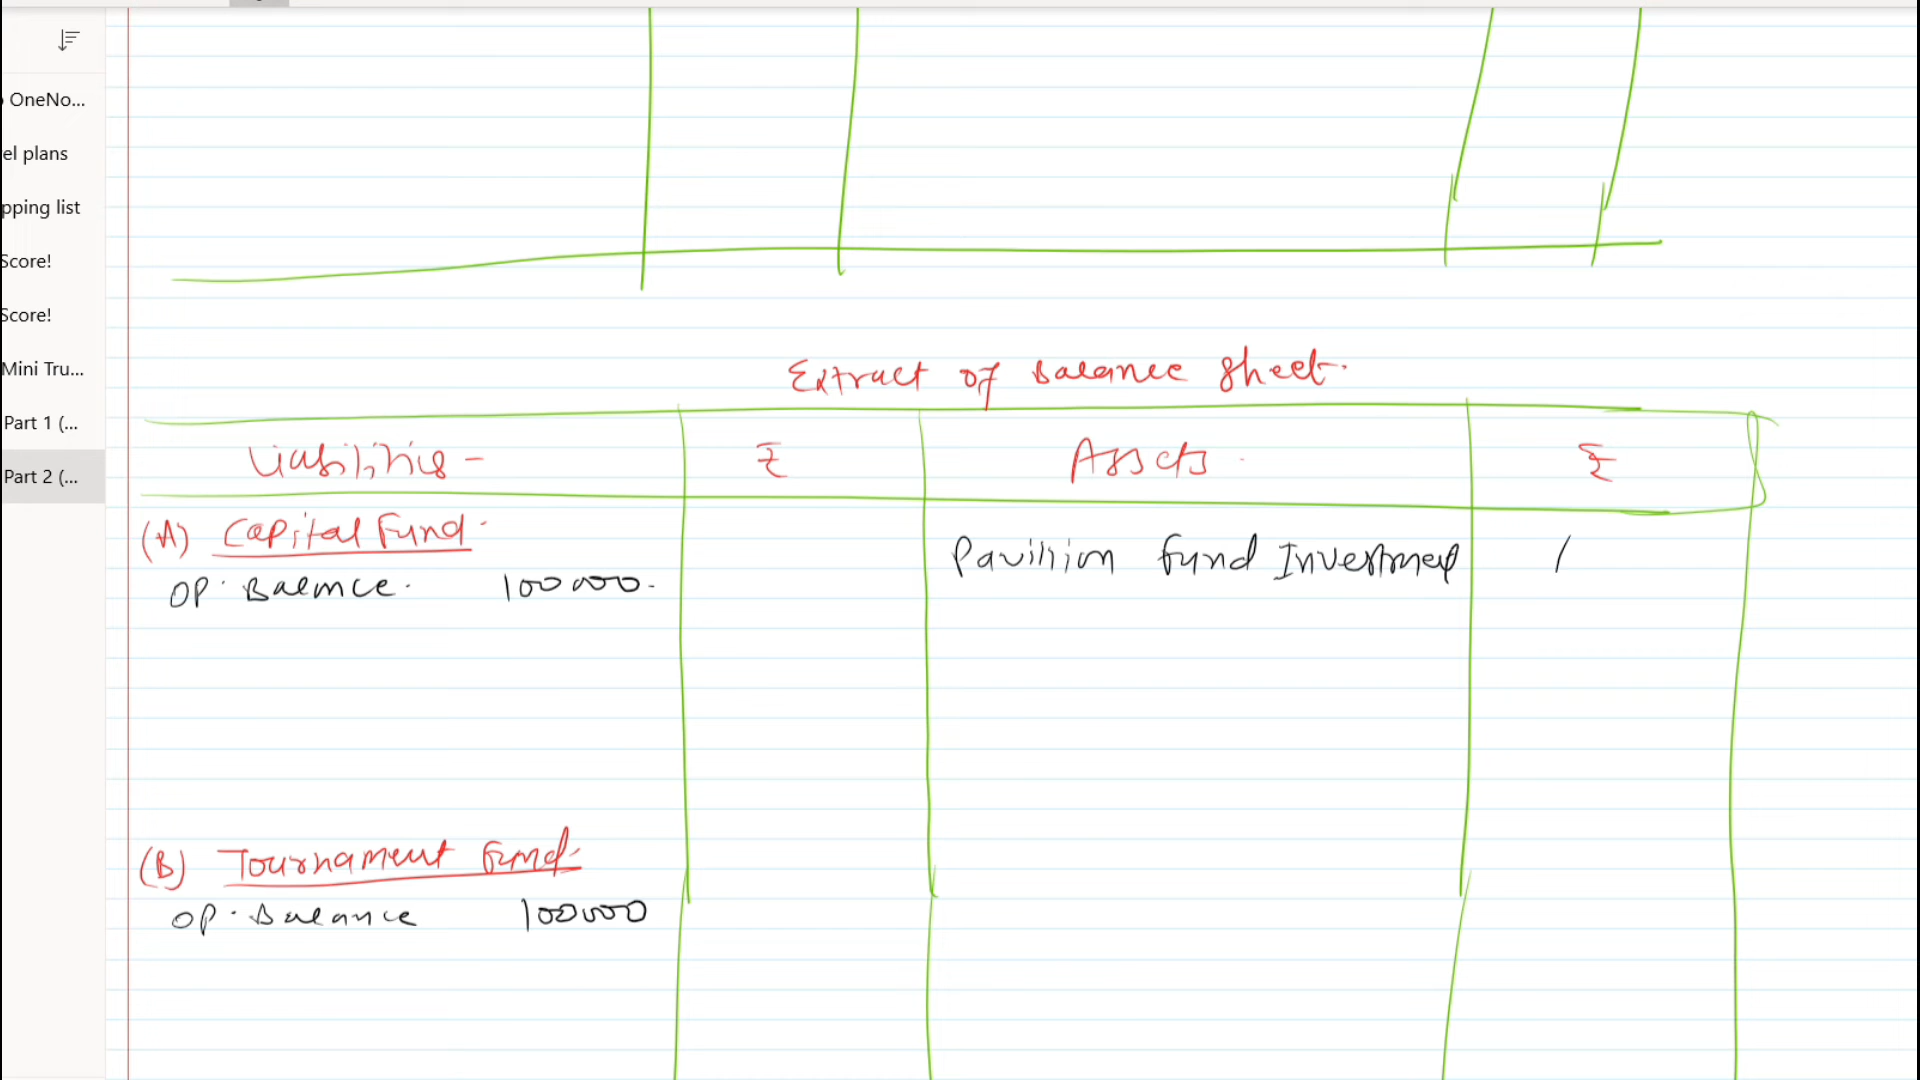 OneNo...
el plans
pping list
Score!
Score!
Mini Tru...
Part 1 (...
Part 2 (...
Extract of Balance Sheet.
Liabilities - ₹ Assets ₹
(A) Capital Fund.
OP. Balance. 100000.
Pavilion Fund Investment
(B) Tournament Fund.
OP. Balance 100000